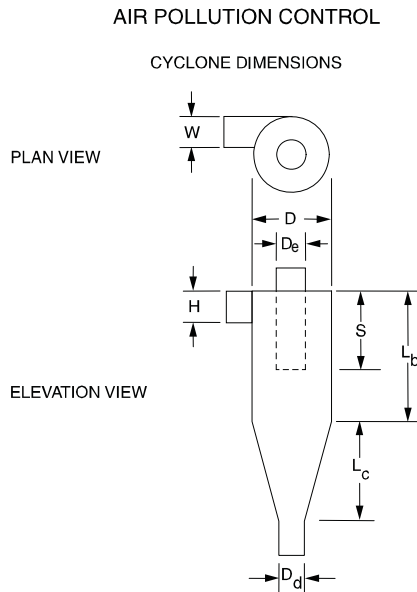 AIR POLLUTION CONTROL
CYCLONE DIMENSIONS
W
PLAN VIEW
D
De
H
S
Lb
ELEVATION VIEW
Lc
Dd